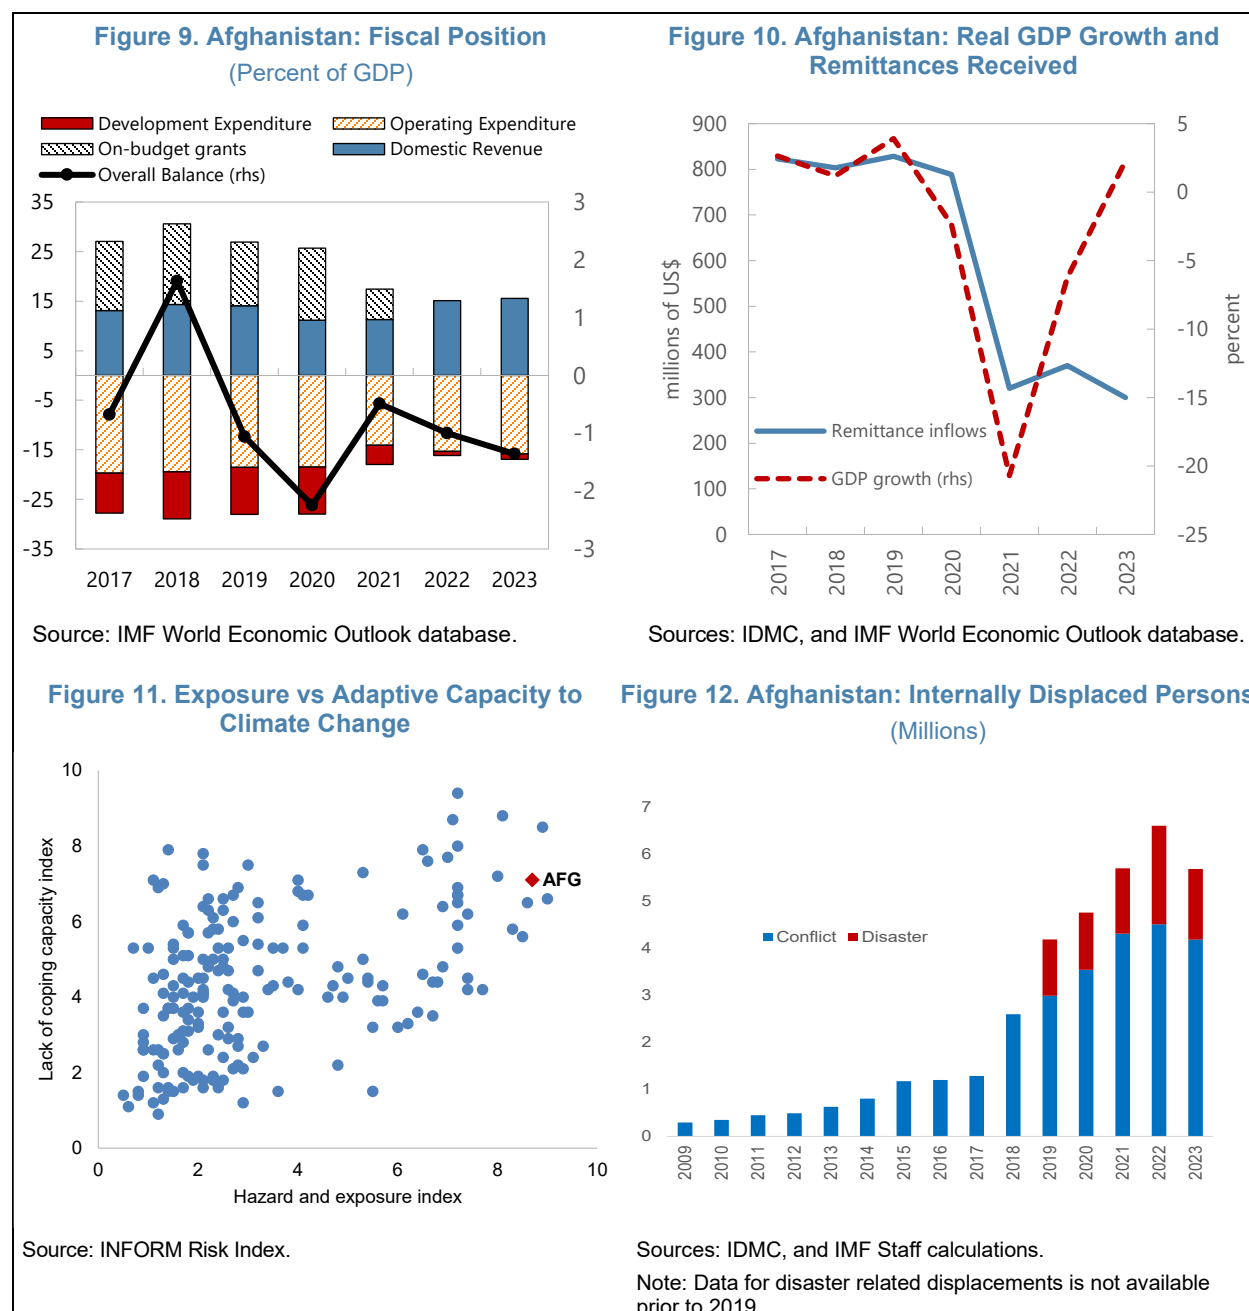 Figure 9. Afghanistan: Fiscal Position
(Percent of GDP)
Development Expenditure
Operating Expenditure
On-budget grants
Domestic Revenue
Overall Balance (rhs)
35
25
15
5
-5
-15
-25
-35
3
2
1
0
-1
-2
-3
2017 2018 2019 2020 2021 2022 2023
Source: IMF World Economic Outlook database.
Figure 10. Afghanistan: Real GDP Growth and
Remittances Received
900
800
700
600
500
400
300
200
100
0
millions of US$
5
0
-5
-10
-15
-20
-25
percent
Remittance inflows
GDP growth (rhs)
2017 2018 2019 2020 2021 2022 2023
Sources: IDMC, and IMF World Economic Outlook database.
Figure 11. Exposure vs Adaptive Capacity to
Climate Change
10
8
6
4
2
0
Lack of coping capacity index
AFG
0 2 4 6 8 10
Hazard and exposure index
Source: INFORM Risk Index.
Figure 12. Afghanistan: Internally Displaced Persons
(Millions)
7
6
5
4
3
2
1
0
Conflict Disaster
2009 2010 2011 2012 2013 2014 2015 2016 2017 2018 2019 2020 2021 2022 2023
Sources: IDMC, and IMF Staff calculations.
Note: Data for disaster related displacements is not available
prior to 2019